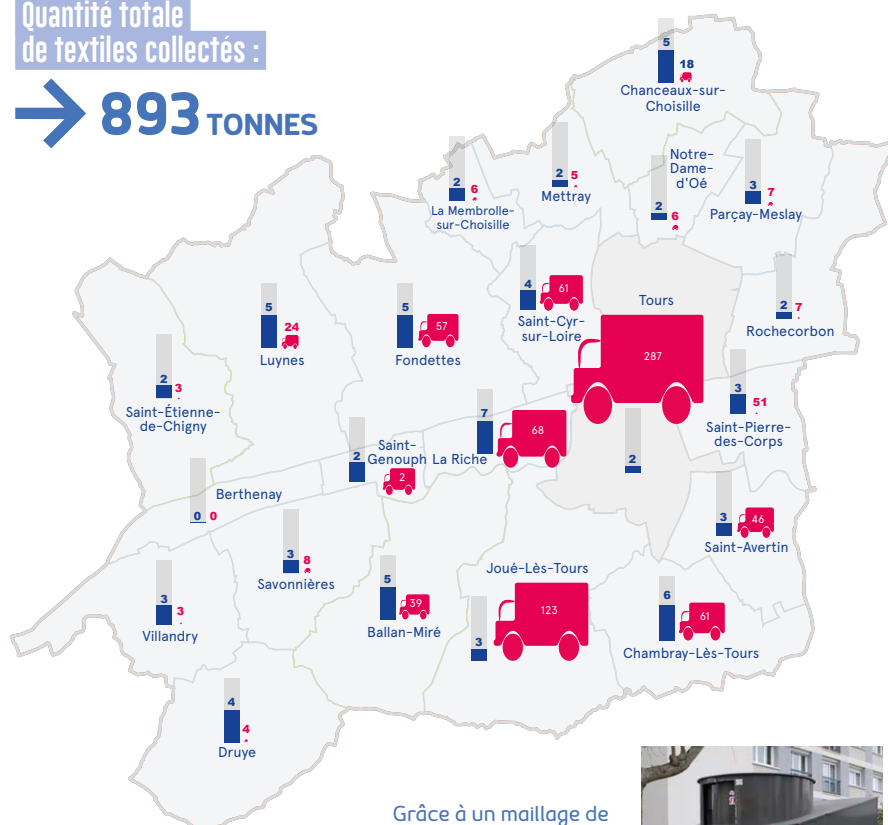 Quantité totale
de textiles collectés :
893 TONNES
5
18
Chanceaux-sur-
Choisille
2
6
La Membrolle-
sur-Choisille
2
5
Mettray
Notre-
Dame-
d'Oé
2
6
3
7
Parçay-Meslay
4
61
Saint-Cyr-
sur-Loire
Tours
287
2
2
7
Rochecorbon
5
24
Luynes
5
57
Fondettes
2
3
Saint-Étienne-
de-Chigny
3
51
Saint-Pierre-
des-Corps
7
68
La Riche
2
Saint-
Genouph
2
Berthenay
0
0
3
46
Saint-Avertin
3
8
Savonnières
3
3
Villandry
5
39
Ballan-Miré
Joué-Lès-Tours
3
123
6
61
Chambray-Lès-Tours
4
4
Druye
Grâce à un maillage de